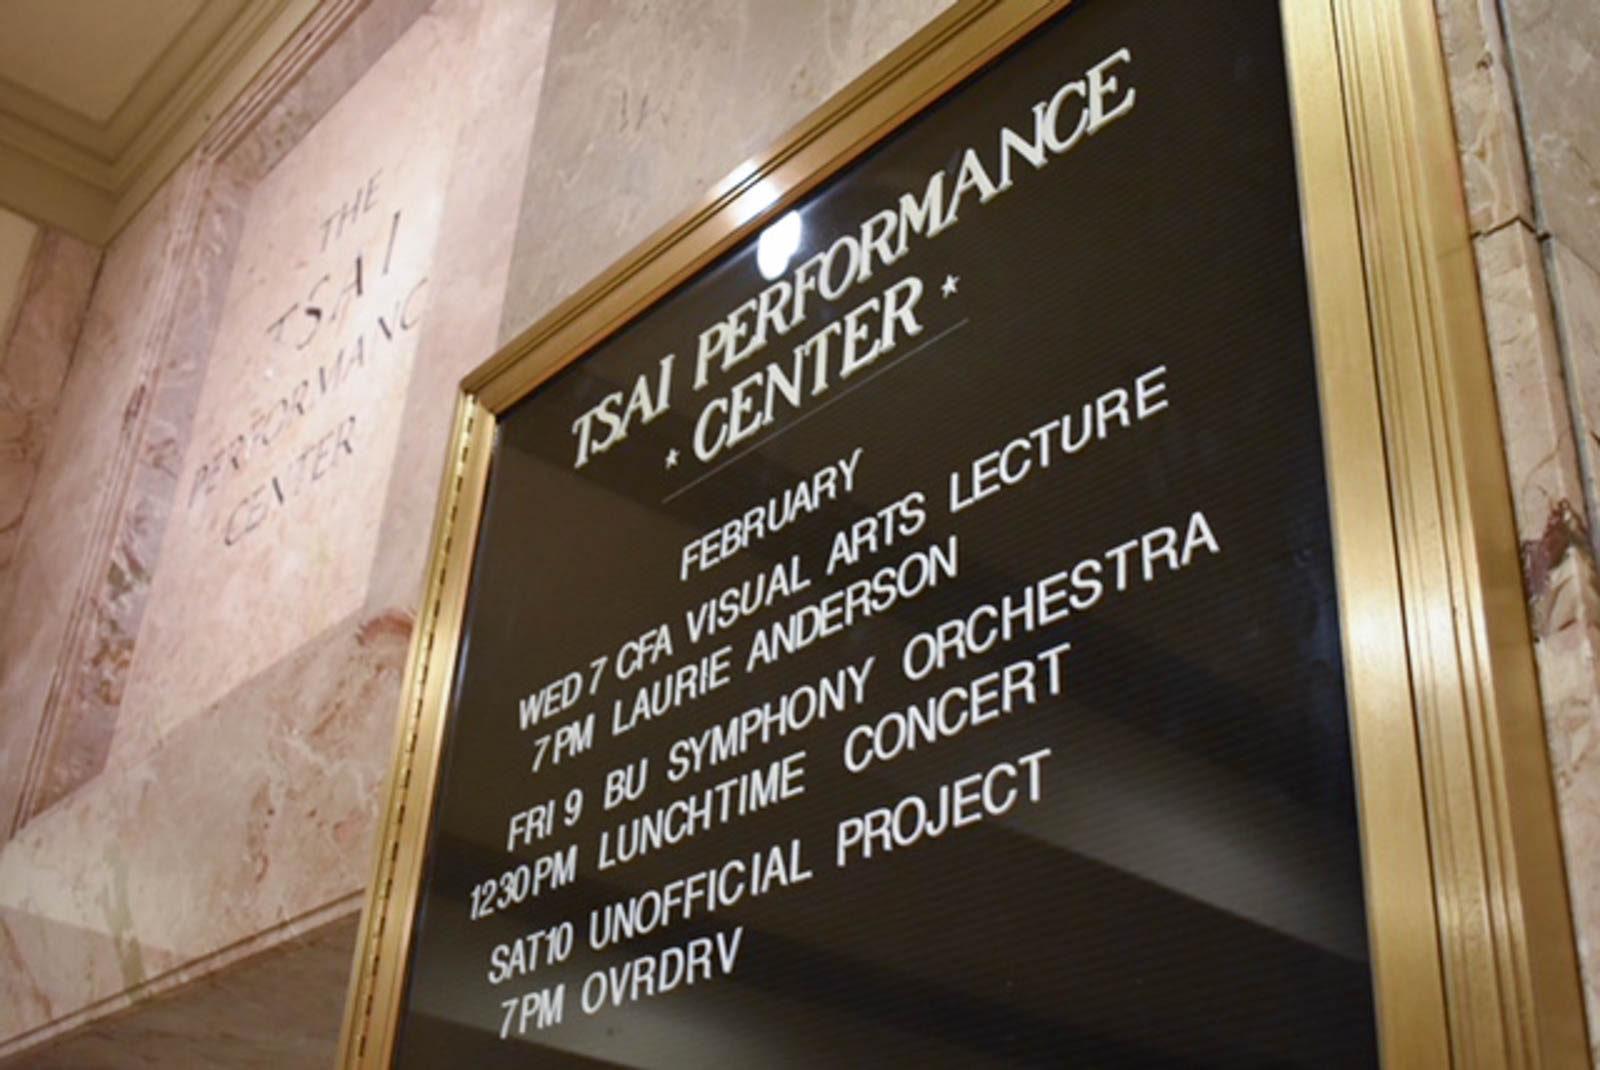 THE
TSAI
PERFORMANC
CENTER
TSAI PERFORMANCE
* CENTER *
FEBRUARY
WED 7 CFA VISUAL ARTS LECTURE
7PM LAURIE ANDERSON
FRI 9 BU SYMPHONY ORCHESTRA
1230PM LUNCHTIME CONCERT
SAT10 UNOFFICIAL PROJECT
7PM OVRDRV